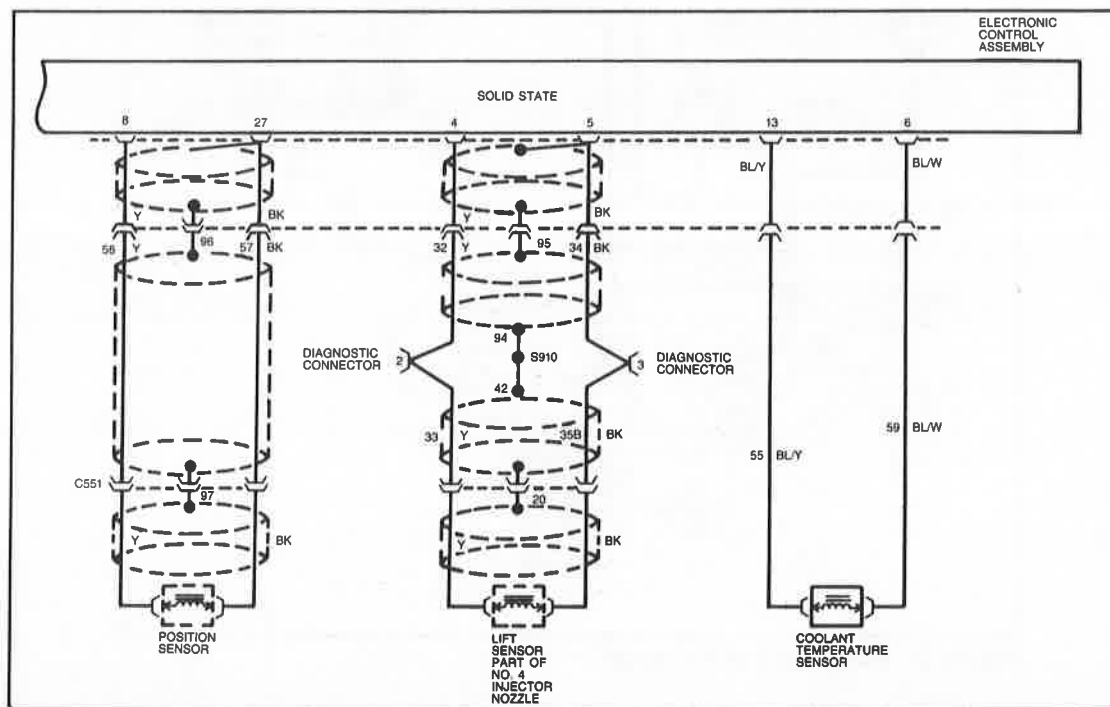 ELECTRONIC
CONTROL
ASSEMBLY
SOLID STATE
8
27
4
5
13
6
BL/Y
BL/W
Y
BK
Y
BK
56
Y
96
57
BK
32
Y
95
34
BK
94
DIAGNOSTIC
CONNECTOR
2
S910
3
DIAGNOSTIC
CONNECTOR
42
33
Y
35B
BK
59
BL/W
55
BL/Y
C551
97
20
Y
BK
Y
BK
POSITION
SENSOR
LIFT
SENSOR
PART OF
NO. 4
INJECTOR
NOZZLE
COOLANT
TEMPERATURE
SENSOR